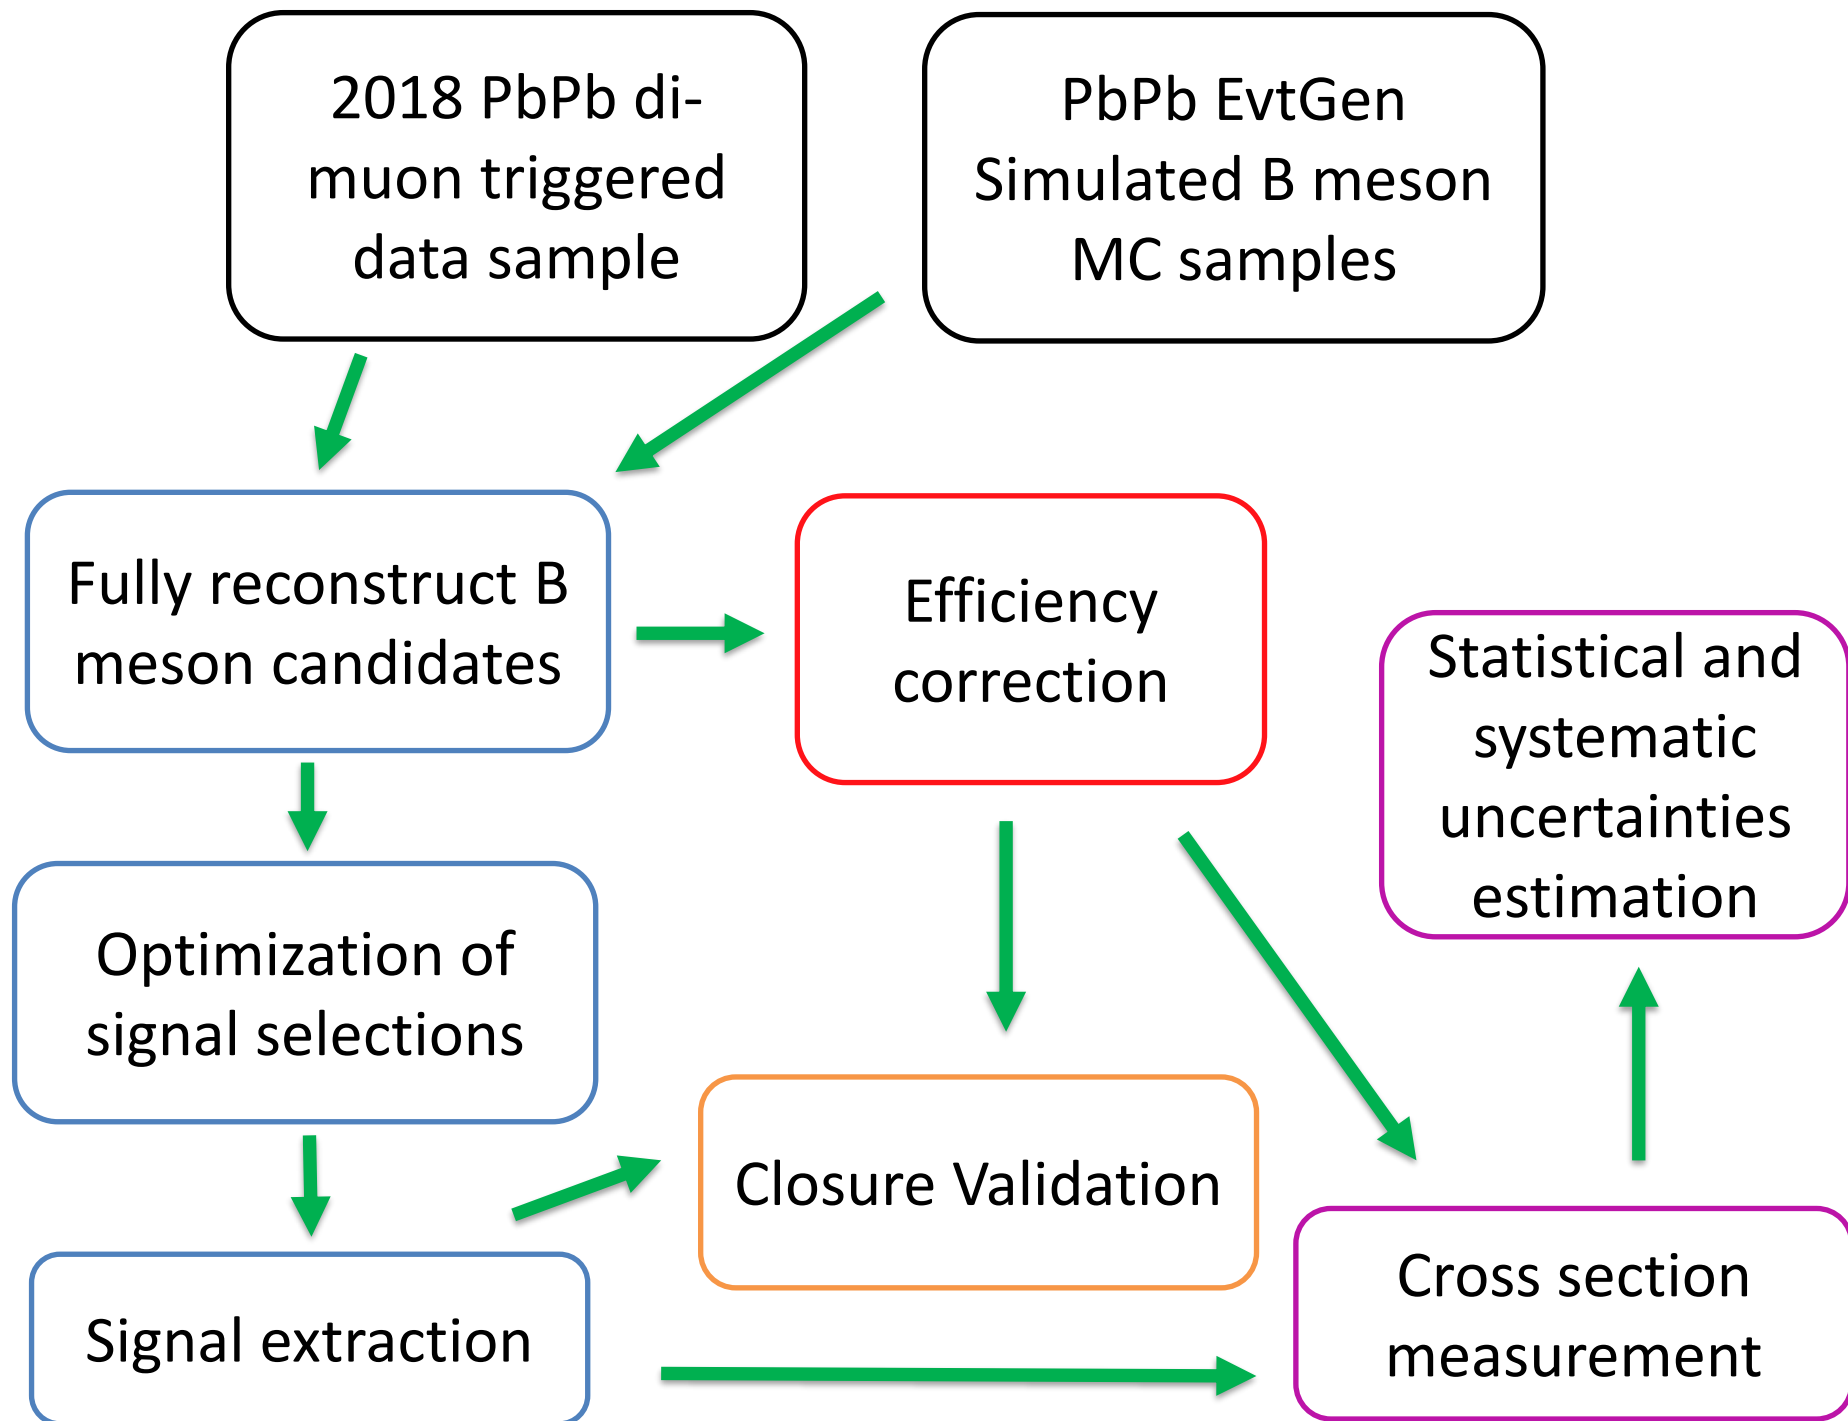 2018 PbPb di-
muon triggered
data sample
PbPb EvtGen
Simulated B meson
MC samples
Fully reconstruct B
meson candidates
Efficiency
correction
Statistical and
systematic
uncertainties
estimation
Optimization of
signal selections
Closure Validation
Signal extraction
Cross section
measurement